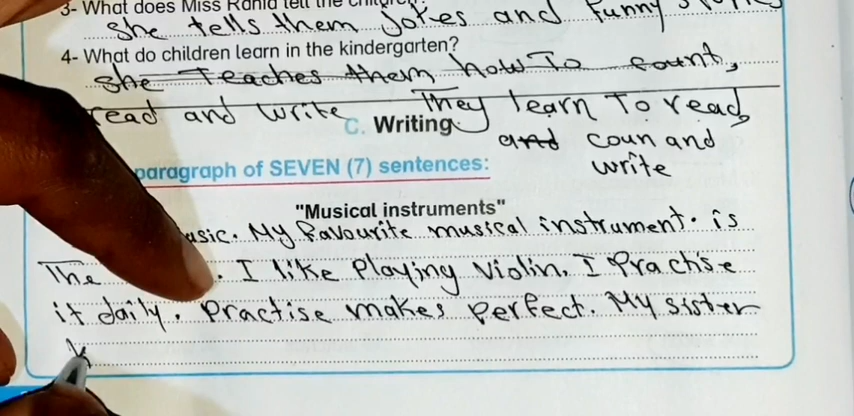 3- What does Miss Rania tell the
She tells them jokes and funny
4- What do children learn in the kindergarten?
She Teaches them how To count,
read and write They learn To read,
C. Writing
and coun and
write
paragraph of SEVEN (7) sentences:
"Musical instruments"
My favourite musical instrument. is
The . I like Playing violin. I Practise
it daily. Practise makes perfect. My sister